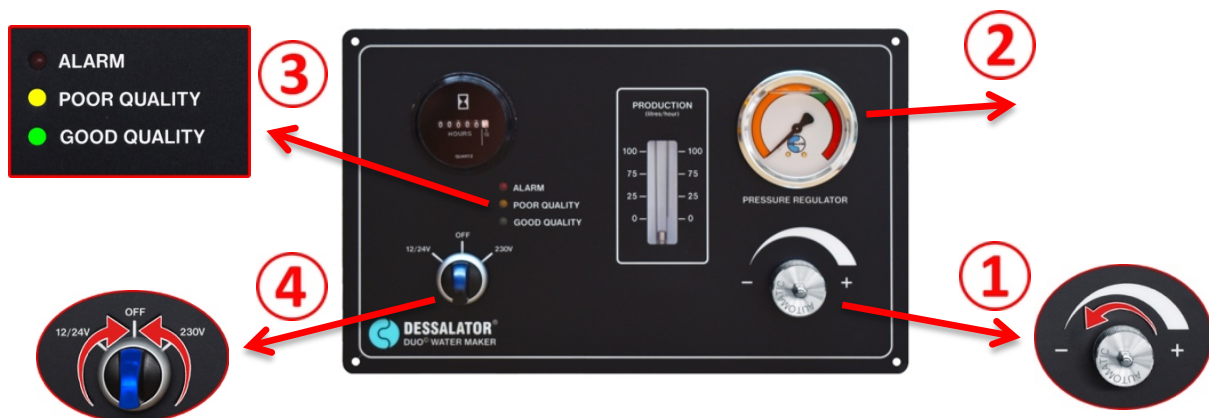 ALARM
POOR QUALITY
GOOD QUALITY
3
2
HOURS
QUARTZ
PRODUCTION
(litres/hour)
100 100
75 75
25 25
0 0
PRESSURE REGULATOR
ALARM
POOR QUALITY
GOOD QUALITY
OFF
12/24V 230V
- +
AUTOMATIC
4
1
DESSALATOR®
DUO© WATER MAKER
OFF
12/24V 230V
- +
AUTOMATIC